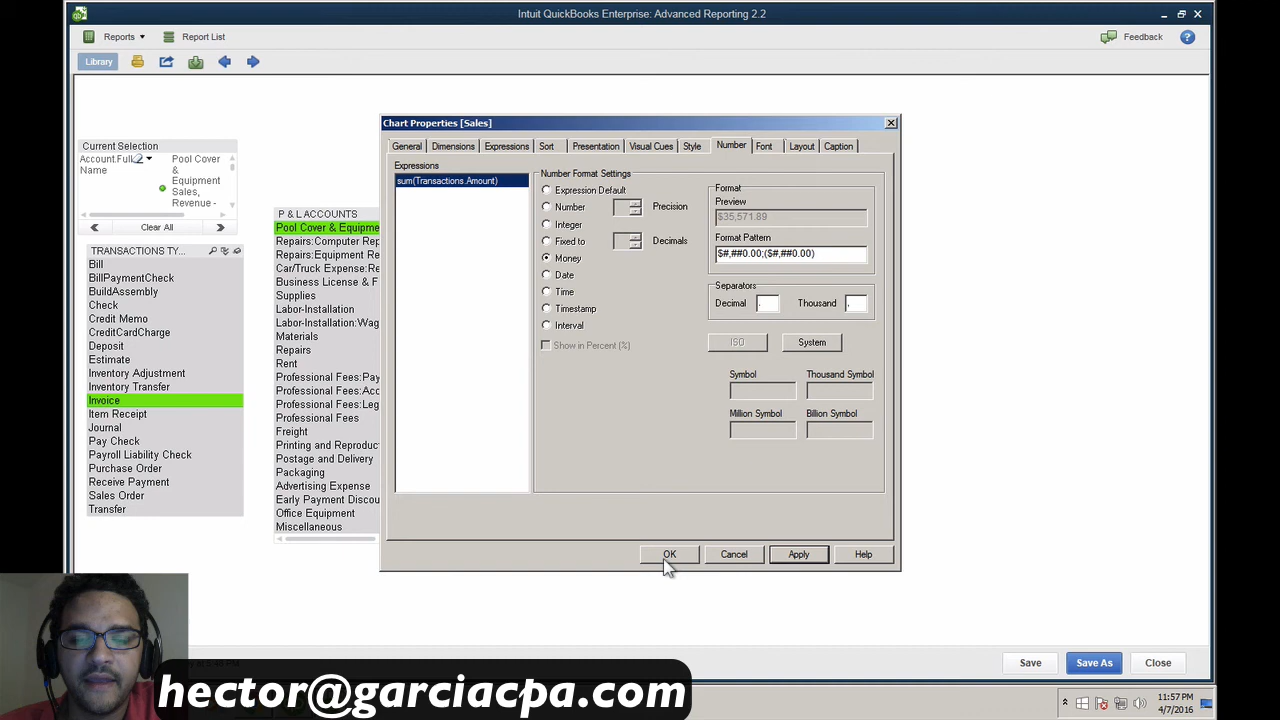 Intuit QuickBooks Enterprise: Advanced Reporting 2.2
Reports
Report List
Feedback
Library
Current Selection
Account.Full
Name
2
Pool Cover
&
Equipment
Sales,
Revenue -
Clear All
TRANSACTIONS TY...
Bill
BillPaymentCheck
BuildAssembly
Check
Credit Memo
CreditCardCharge
Deposit
Estimate
Inventory Adjustment
Inventory Transfer
Invoice
Item Receipt
Journal
Pay Check
Payroll Liability Check
Purchase Order
Receive Payment
Sales Order
Transfer
P & L ACCOUNTS
Pool Cover & Equipme
Repairs:Computer Rep
Repairs:Equipment Re
Car/Truck Expense:Re
Business License & F
Supplies
Labor-Installation
Labor-Installation:Wag
Materials
Repairs
Rent
Professional Fees:Pay
Professional Fees:Acc
Professional Fees:Leg
Professional Fees
Freight
Printing and Reproduc
Postage and Delivery
Packaging
Advertising Expense
Early Payment Discou
Office Equipment
Miscellaneous
Chart Properties [Sales]
General Dimensions Expressions Sort Presentation Visual Cues Style Number Font Layout Caption
Expressions
sum(Transactions.Amount)
Number Format Settings
Expression Default
Number
Precision
Integer
Fixed to
Decimals
Money
Date
Time
Timestamp
Interval
Show in Percent (%)
Format
Preview
$35,571.89
Format Pattern
$#,##0.00;($#,##0.00)
Separators
Decimal .
Thousand ,
ISO
System
Symbol
Thousand Symbol
Million Symbol
Billion Symbol
OK
Cancel
Apply
Help
Save
Save As
Close
hector@garciacpa.com
11:57 PM
4/7/2016